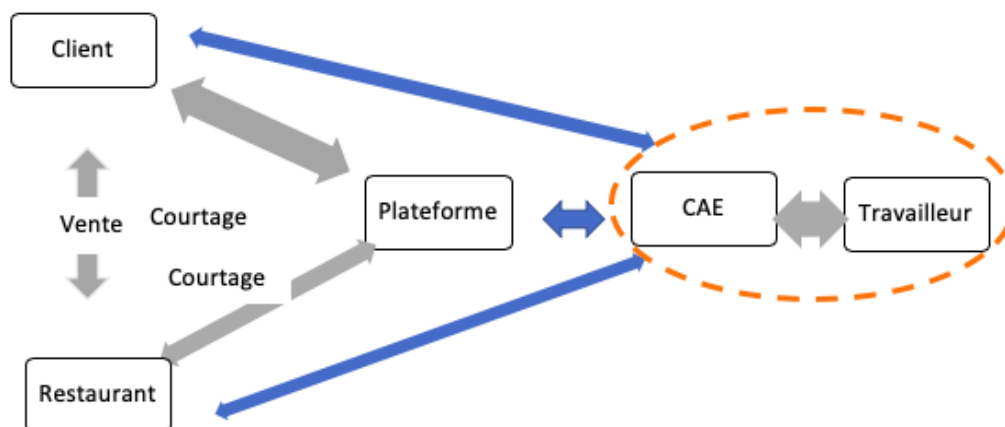 Client
Plateforme
CAE
Travailleur
Vente
Courtage
Courtage
Restaurant